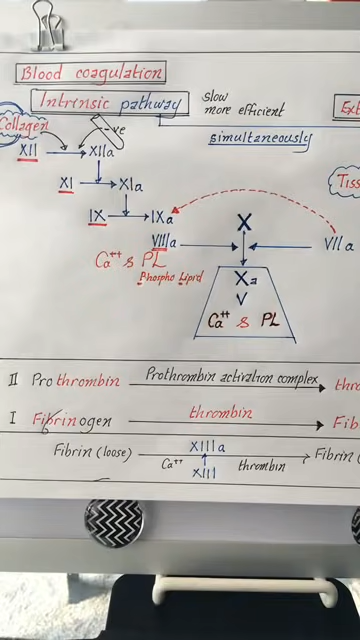 Blood coagulation
Intrinsic pathway
slow
more efficient
Ext
simultaneously
Collagen
-ve
XII XIIa
XI XIa
Tiss
IX IXa
X
VIIIa
VIIa
Ca++ & PL
Phospho Lipid
Xa
V
Ca++ & PL
II Prothrombin Prothrombin activation complex thro
I Fibrinogen thrombin Fib
XIIIa
Fibrin (loose) Ca++ thrombin Fibrin (
XIII